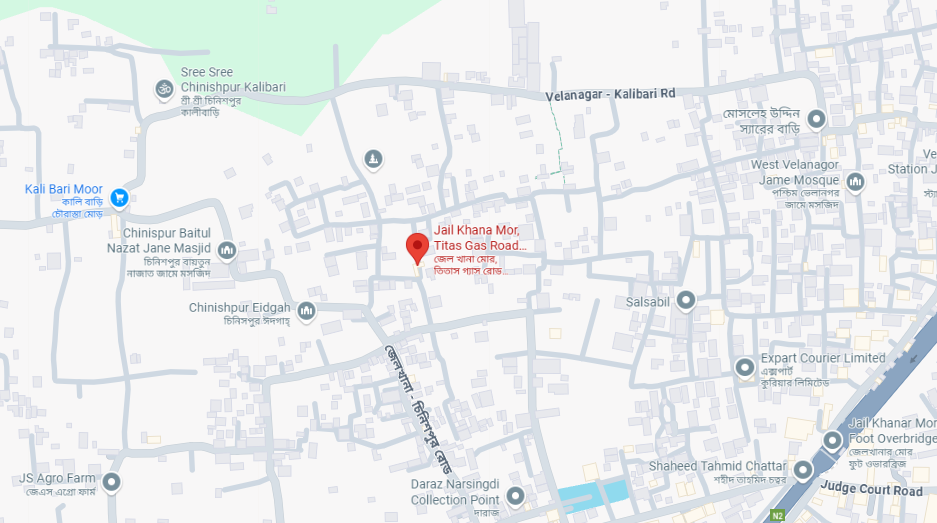 Sree Sree
Chinishpur Kalibari
শ্রী শ্রী চিনিশপুর
কালীবাড়ি
Velanagar - Kalibari Rd
মোসলেহ উদ্দিন
স্যারের বাড়ি
West Velanagor
Jame Mosque
পশ্চিম ভেলানগর
জামে মসজিদ
Ve
Station J
Kali Bari Moor
কালি বাড়ি
চৌরাস্তা মোড়
Chinispur Baitul
Nazat Jane Masjid
চিনিশপুর বায়তুন
নাজাত জামে মসজিদ
Jail Khana Mor,
Titas Gas Road...
জেল খানা মোর,
তিতাস গ্যাস রোড...
Chinishpur Eidgah
চিনিসপুর ঈদগাহ্
Salsabil
জেলখানা - চিনিশপুর রোড
Expart Courier Limited
এক্সপার্ট
কুরিয়ার লিমিটেড
Jail Khanar Mor
Foot Overbridge
জেলখানার মোর
ফুট ওভারব্রিজ
Shaheed Tahmid Chattar
শহীদ তাহমিদ চত্বর
Judge Court Road
JS Agro Farm
জেএস এগ্রো ফার্ম
Daraz Narsingdi
Collection Point
দারাজ
N2